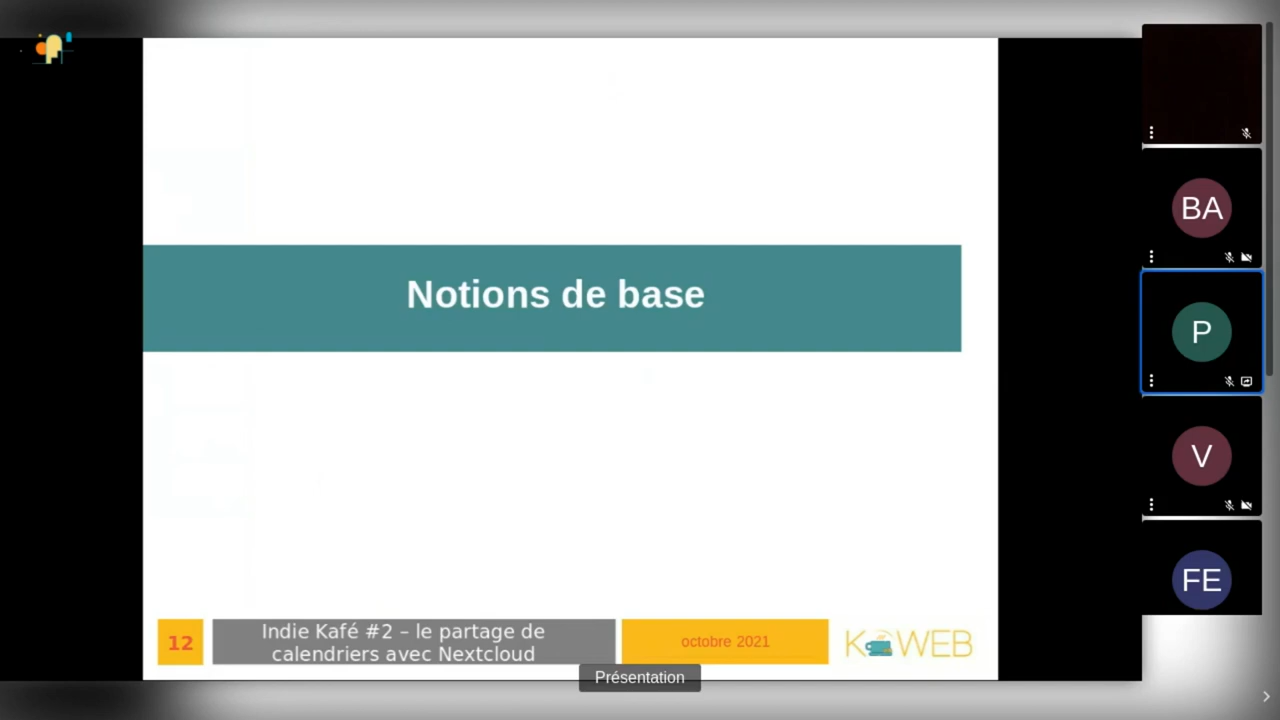 Notions de base
12
Indie Kafé #2 – le partage de
calendriers avec Nextcloud
octobre 2021
KAWEB
Présentation
BA
P
V
FE